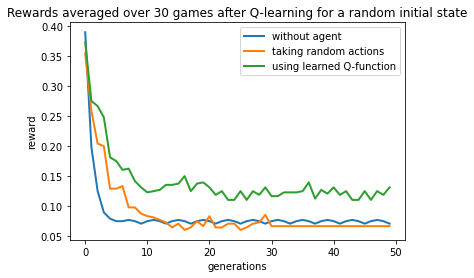 Rewards averaged over 30 games after Q-learning for a random initial state
without agent
taking random actions
using learned Q-function
reward
0.40
0.35
0.30
0.25
0.20
0.15
0.10
0.05
0
10
20
30
40
50
generations